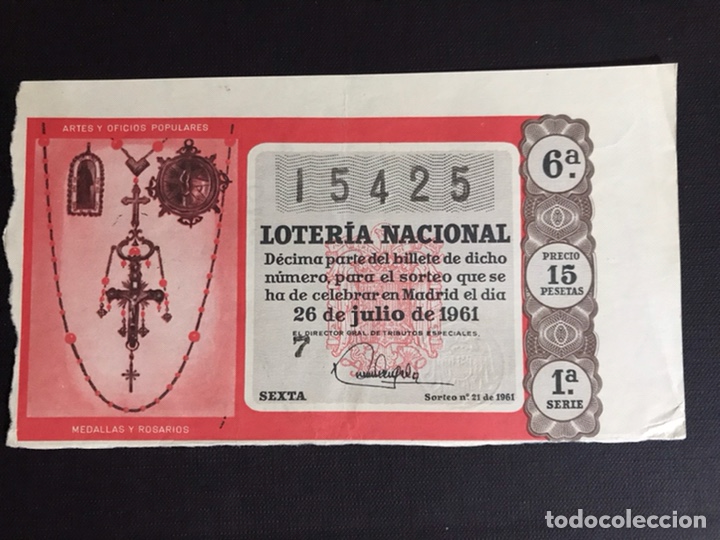 ARTES Y OFICIOS POPULARES
MEDALLAS Y ROSARIOS
15425
LOTERÍA NACIONAL
Décima parte del billete de dicho
número, para el sorteo que se
ha de celebrar en Madrid el día
26 de julio de 1961
EL DIRECTOR GRAL. DE TRIBUTOS ESPECIALES,
7
SEXTA
Sorteo nº 21 de 1961
6ª
PRECIO
15
PESETAS
1ª
SERIE
todocoleccion
todocoleccion.net